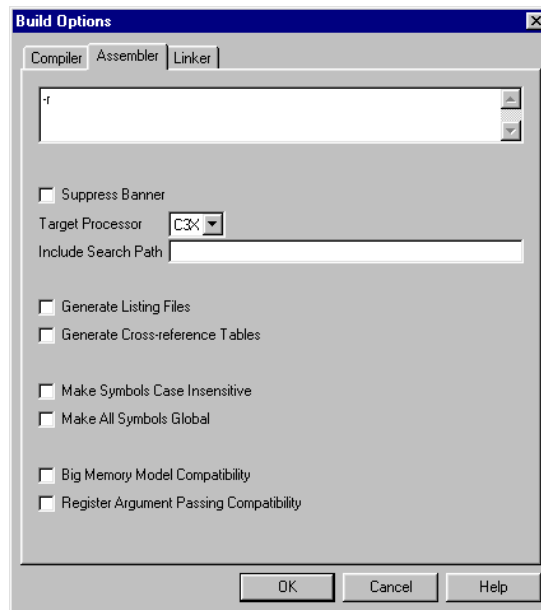 Build Options
Compiler Assembler Linker
-r
Suppress Banner
Target Processor C3X
Include Search Path
Generate Listing Files
Generate Cross-reference Tables
Make Symbols Case Insensitive
Make All Symbols Global
Big Memory Model Compatibility
Register Argument Passing Compatibility
OK Cancel Help